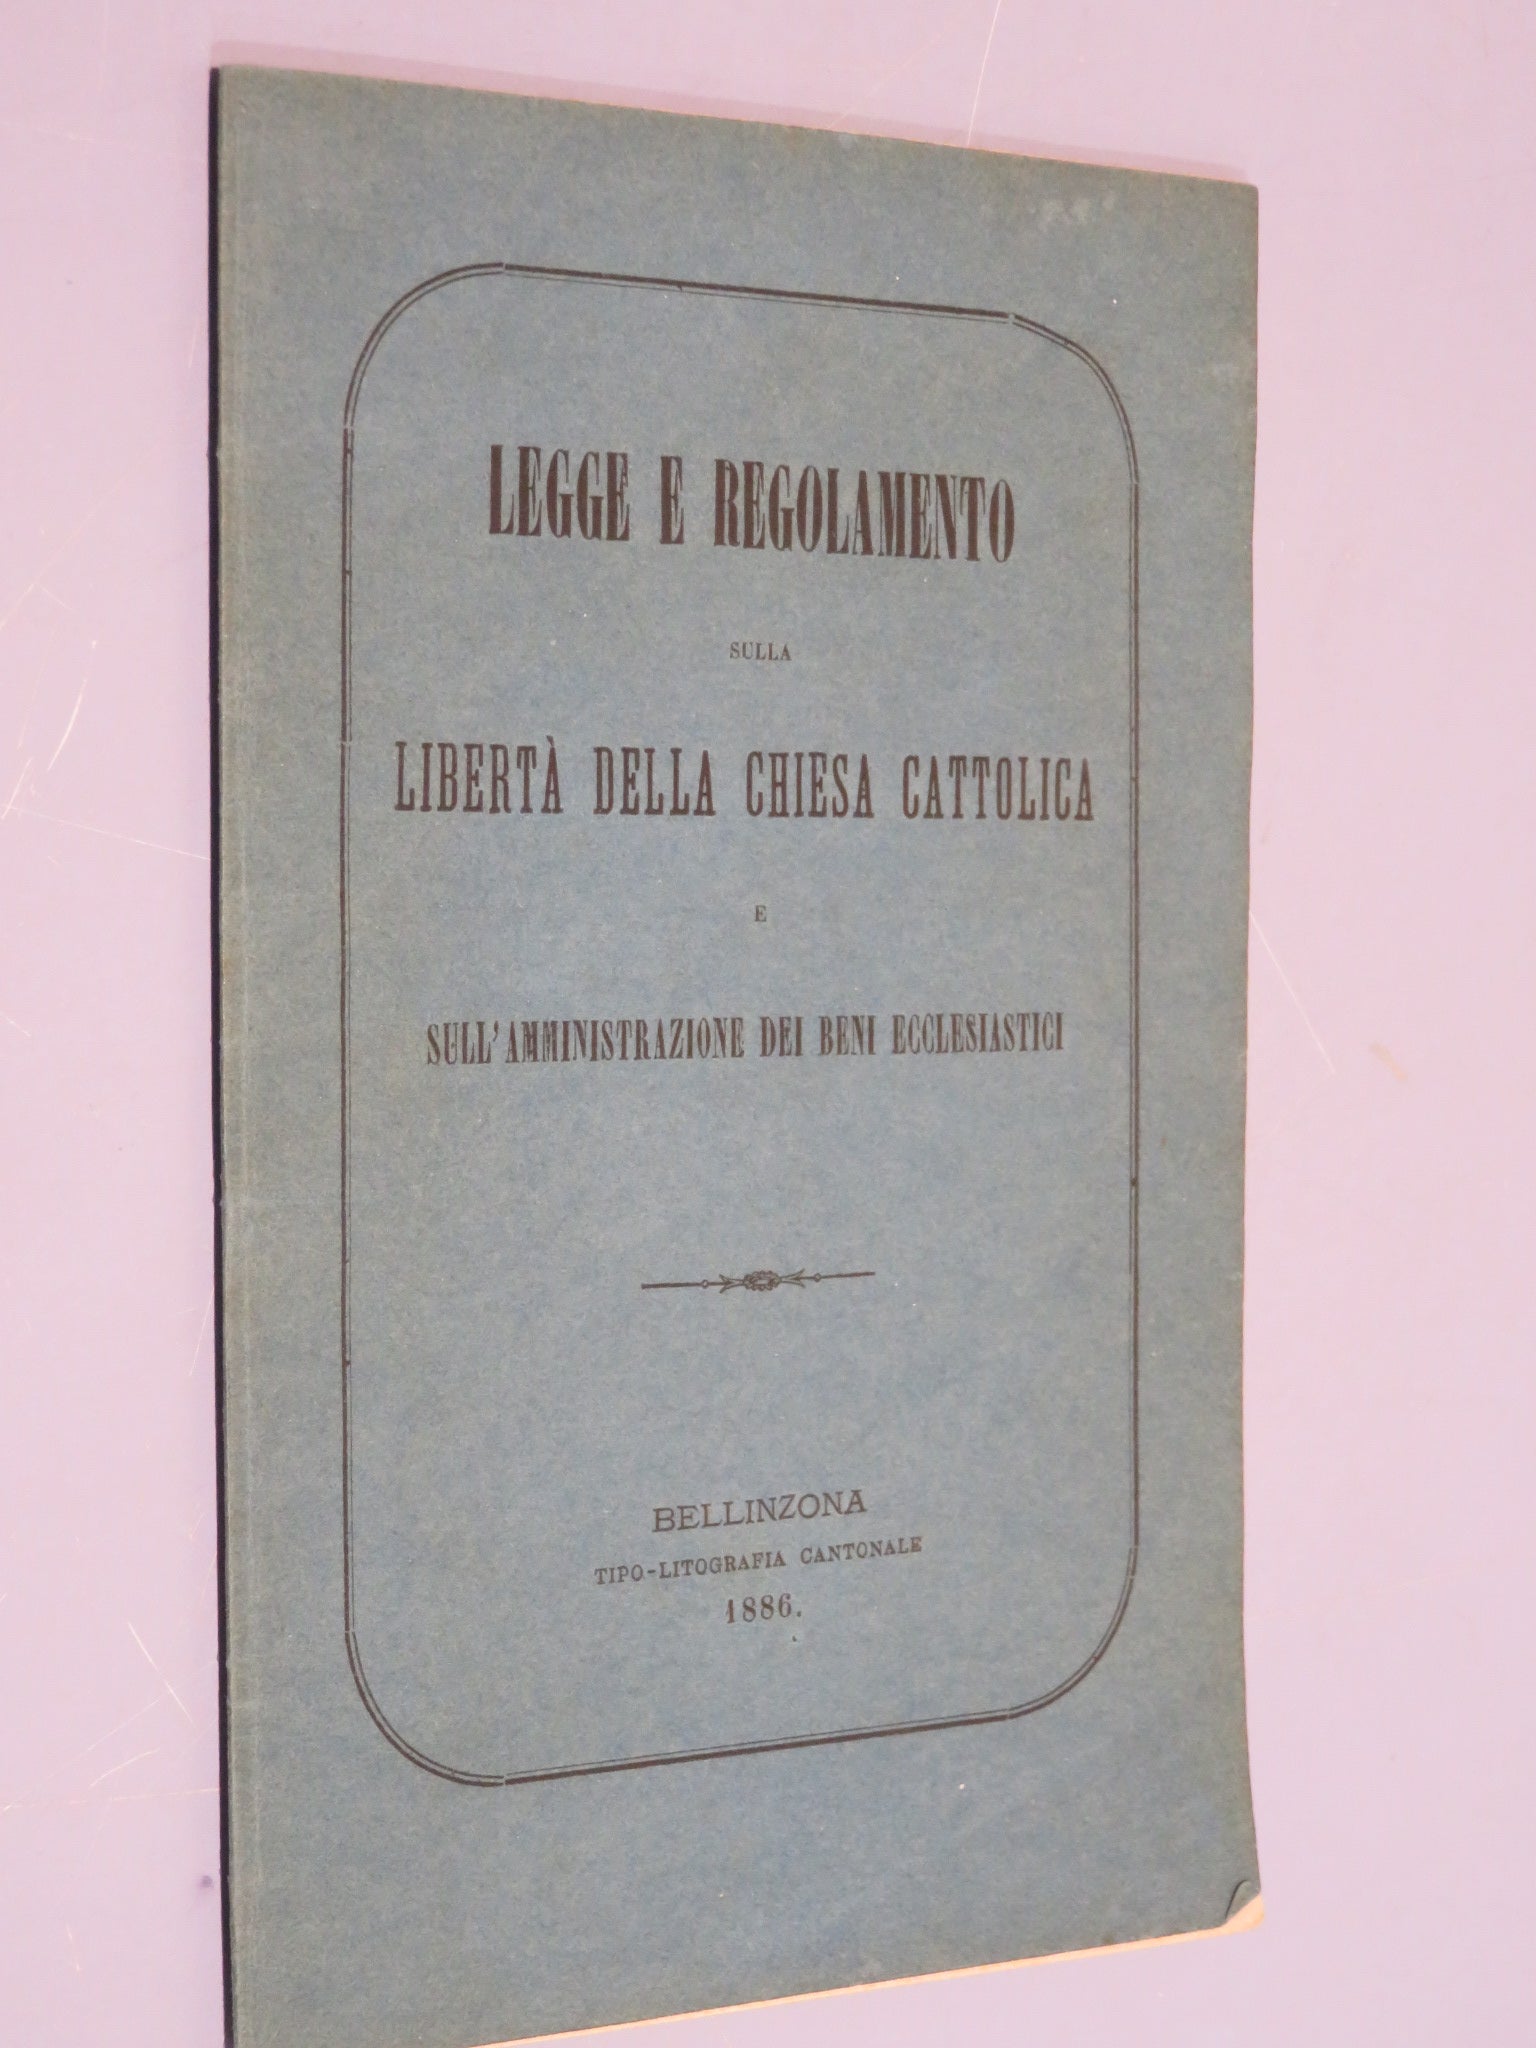 LEGGE E REGOLAMENTO
SULLA
LIBERTÀ DELLA CHIESA CATTOLICA
E
SULL'AMMINISTRAZIONE DEI BENI ECCLESIASTICI
BELLINZONA
TIPO-LITOGRAFIA CANTONALE
1886.